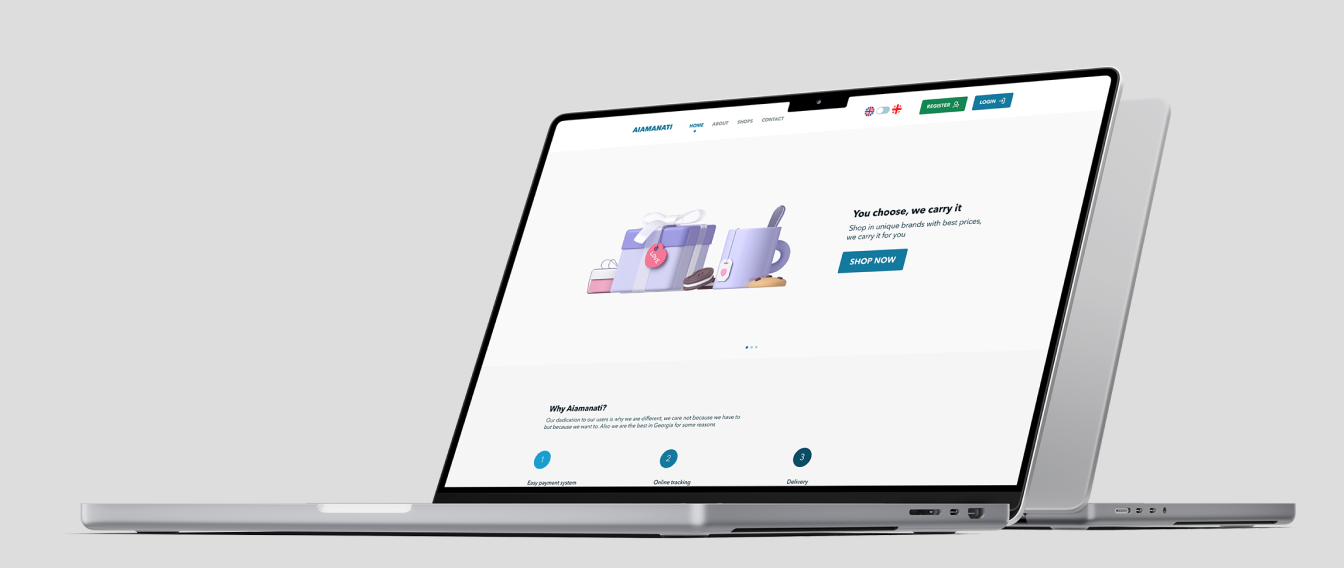 AIAMANATI HOME ABOUT SHOPS CONTACT REGISTER LOGIN
You choose, we carry it
Shop in unique brands with best prices,
we carry it for you
SHOP NOW
LOVE
Why Aiamanati?
Our dedication to our users is why we are different, we care not because we have to
but because we want to. Also we are the best in Georgia for some reasons
1 2 3
Easy payment system Online tracking Delivery